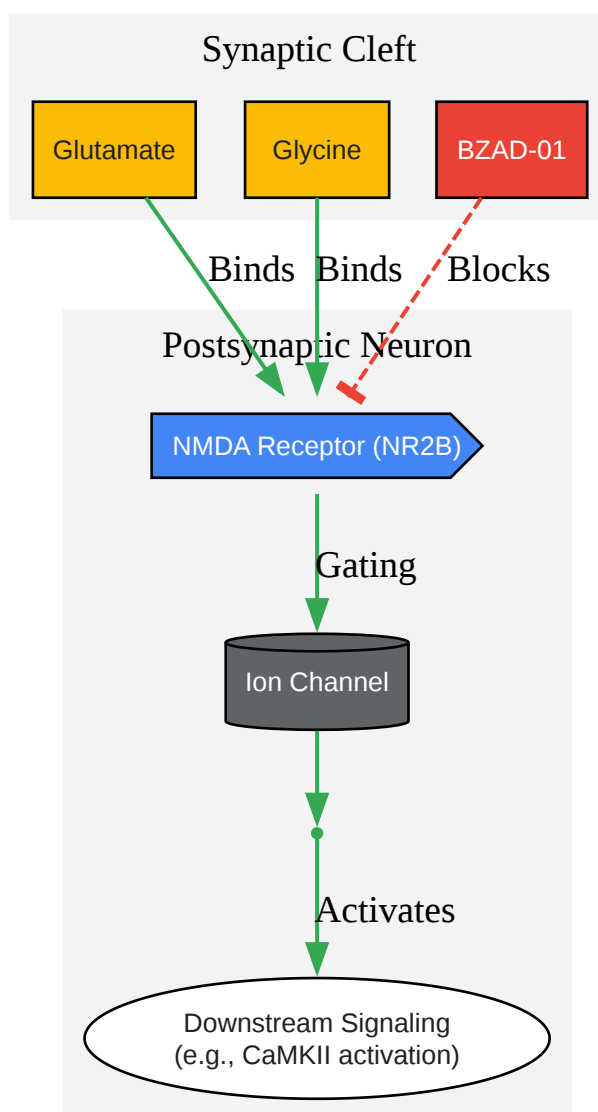 Synaptic Cleft
Glutamate
Glycine
BZAD-01
Binds
Binds
Blocks
Postsynaptic Neuron
NMDA Receptor (NR2B)
Gating
Ion Channel
Activates
Downstream Signaling
(e.g., CaMKII activation)